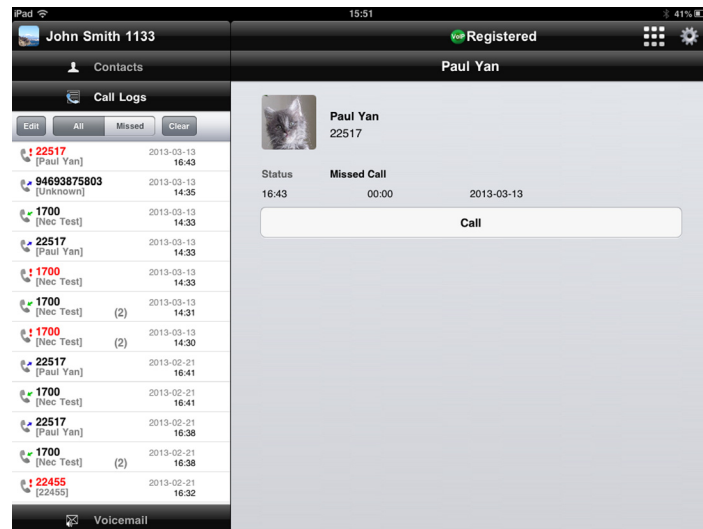 iPad 15:51 41%
John Smith 1133
VoIP Registered
Contacts
Paul Yan
Call Logs
Edit All Missed Clear
22517 2013-03-13
[Paul Yan] 16:43
94693875803 2013-03-13
[Unknown] 14:35
1700 2013-03-13
[Nec Test] 14:33
22517 2013-03-13
[Paul Yan] 14:33
1700 2013-03-13
[Nec Test] 14:33
1700 2013-03-13
[Nec Test] (2) 14:31
1700 2013-03-13
[Nec Test] (2) 14:30
22517 2013-02-21
[Paul Yan] 16:41
1700 2013-02-21
[Nec Test] 16:41
22517 2013-02-21
[Paul Yan] 16:38
1700 2013-02-21
[Nec Test] (2) 16:38
22455 2013-02-21
[22455] 16:32
Voicemail
Paul Yan
22517
Status Missed Call
16:43 00:00 2013-03-13
Call